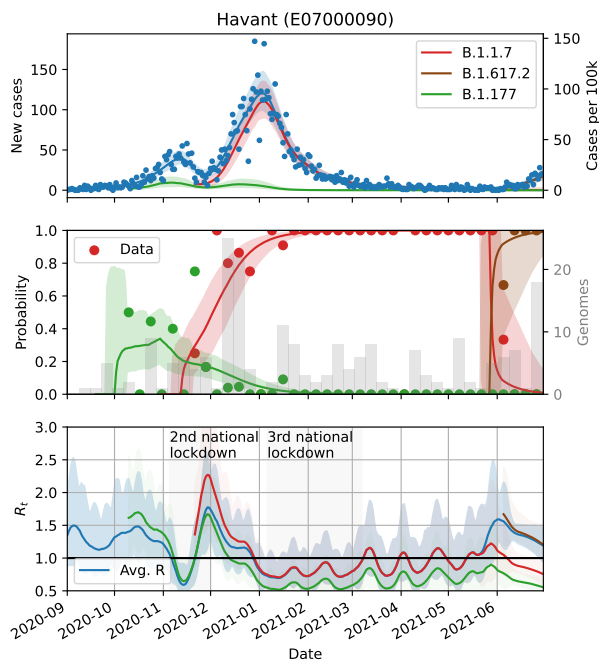 Havant (E07000090)
New cases
150
100
50
0
Cases per 100k
150
100
50
0
B.1.1.7
B.1.617.2
B.1.177
Probability
1.0
0.8
0.6
0.4
0.2
0.0
Genomes
20
10
0
Data
R_t
3.0
2.5
2.0
1.5
1.0
0.5
2nd national
lockdown
3rd national
lockdown
Avg. R
2020-09
2020-10
2020-11
2020-12
2021-01
2021-02
2021-03
2021-04
2021-05
2021-06
Date